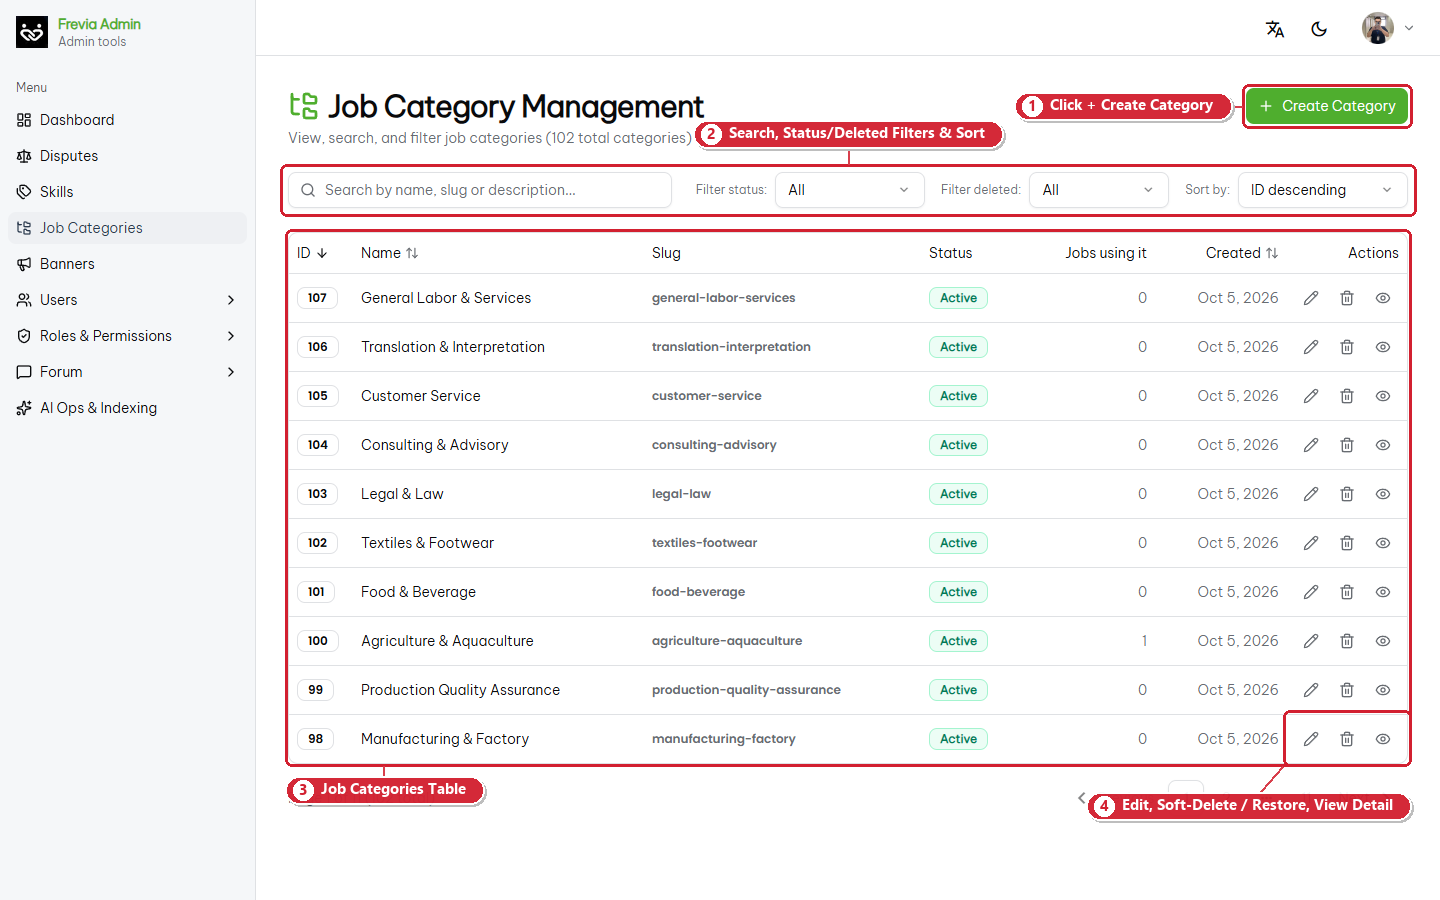 Frevia Admin
Admin tools
Menu
Dashboard
Disputes
Skills
Job Categories
Banners
Users
Roles & Permissions
Forum
AI Ops & Indexing
Job Category Management
View, search, and filter job categories (102 total categories)
1 Click + Create Category
+ Create Category
2 Search, Status/Deleted Filters & Sort
Search by name, slug or description...
Filter status: All
Filter deleted: All
Sort by: ID descending
ID Name Slug Status Jobs using it Created Actions
107 General Labor & Services general-labor-services Active 0 Oct 5, 2026
106 Translation & Interpretation translation-interpretation Active 0 Oct 5, 2026
105 Customer Service customer-service Active 0 Oct 5, 2026
104 Consulting & Advisory consulting-advisory Active 0 Oct 5, 2026
103 Legal & Law legal-law Active 0 Oct 5, 2026
102 Textiles & Footwear textiles-footwear Active 0 Oct 5, 2026
101 Food & Beverage food-beverage Active 0 Oct 5, 2026
100 Agriculture & Aquaculture agriculture-aquaculture Active 1 Oct 5, 2026
99 Production Quality Assurance production-quality-assurance Active 0 Oct 5, 2026
98 Manufacturing & Factory manufacturing-factory Active 0 Oct 5, 2026
3 Job Categories Table
4 Edit, Soft-Delete / Restore, View Detail